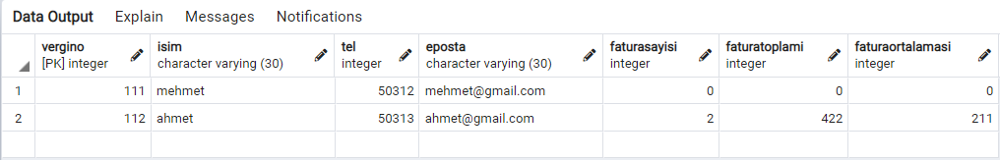 Data Output Explain Messages Notifications
vergino isim tel eposta faturasayisi faturatoplami faturaortalamasi
[PK] integer character varying (30) integer character varying (30) integer integer integer
1 111 mehmet 50312 mehmet@gmail.com 0 0 0
2 112 ahmet 50313 ahmet@gmail.com 2 422 211